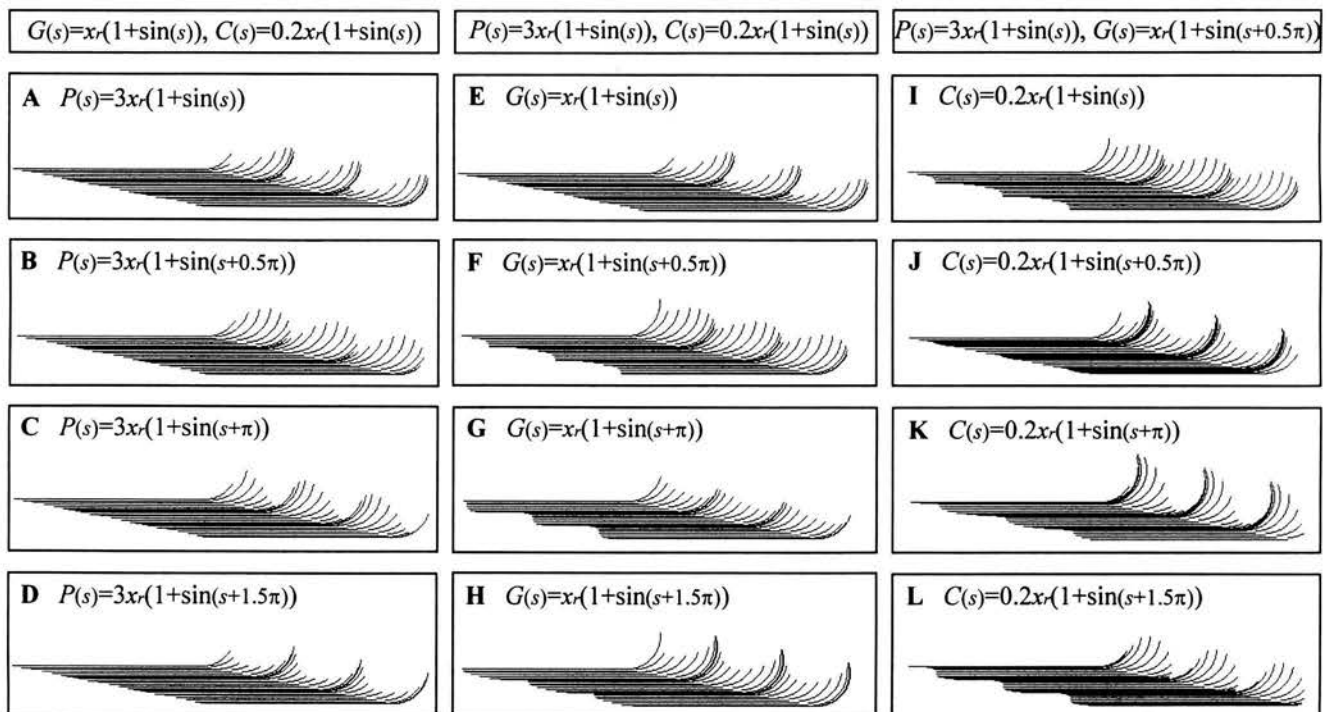 G(s)=xr(1+sin(s)), C(s)=0.2xr(1+sin(s))
P(s)=3xr(1+sin(s)), C(s)=0.2xr(1+sin(s))
P(s)=3xr(1+sin(s)), G(s)=xr(1+sin(s+0.5π))
A P(s)=3xr(1+sin(s))
E G(s)=xr(1+sin(s))
I C(s)=0.2xr(1+sin(s))
B P(s)=3xr(1+sin(s+0.5π))
F G(s)=xr(1+sin(s+0.5π))
J C(s)=0.2xr(1+sin(s+0.5π))
C P(s)=3xr(1+sin(s+π))
G G(s)=xr(1+sin(s+π))
K C(s)=0.2xr(1+sin(s+π))
D P(s)=3xr(1+sin(s+1.5π))
H G(s)=xr(1+sin(s+1.5π))
L C(s)=0.2xr(1+sin(s+1.5π))